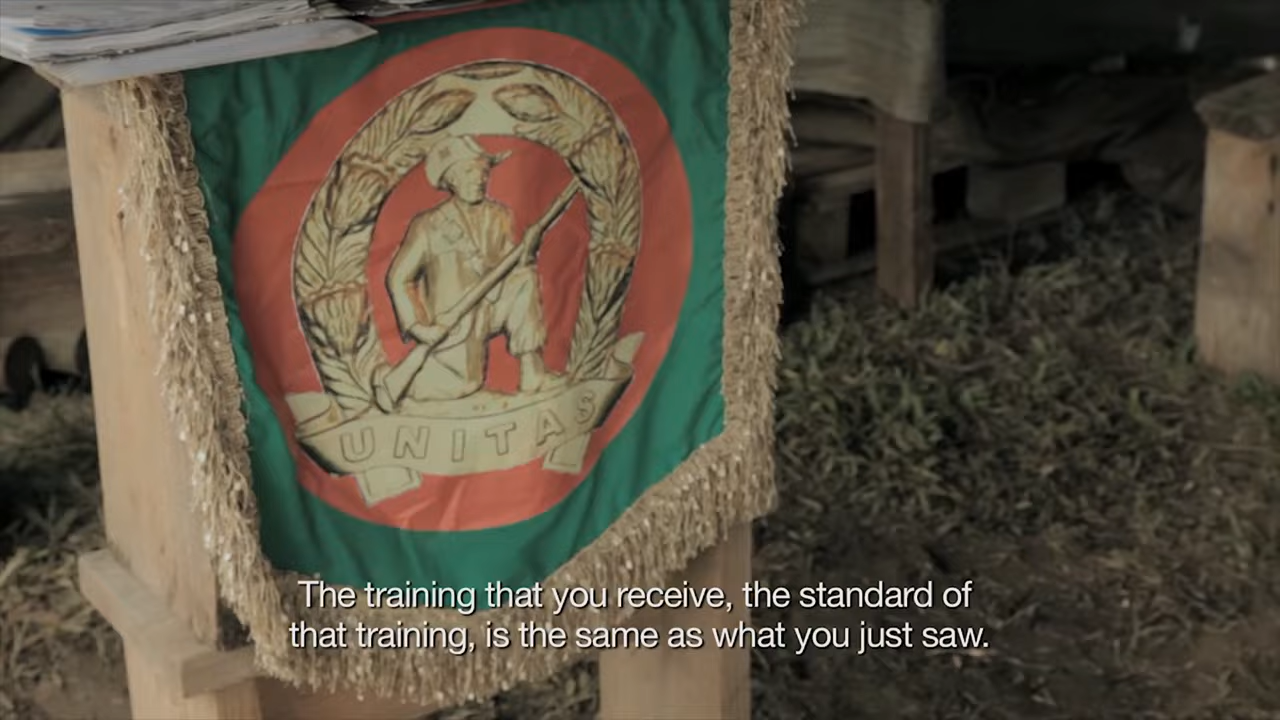 UNITAS
The training that you receive, the standard of
that training, is the same as what you just saw.